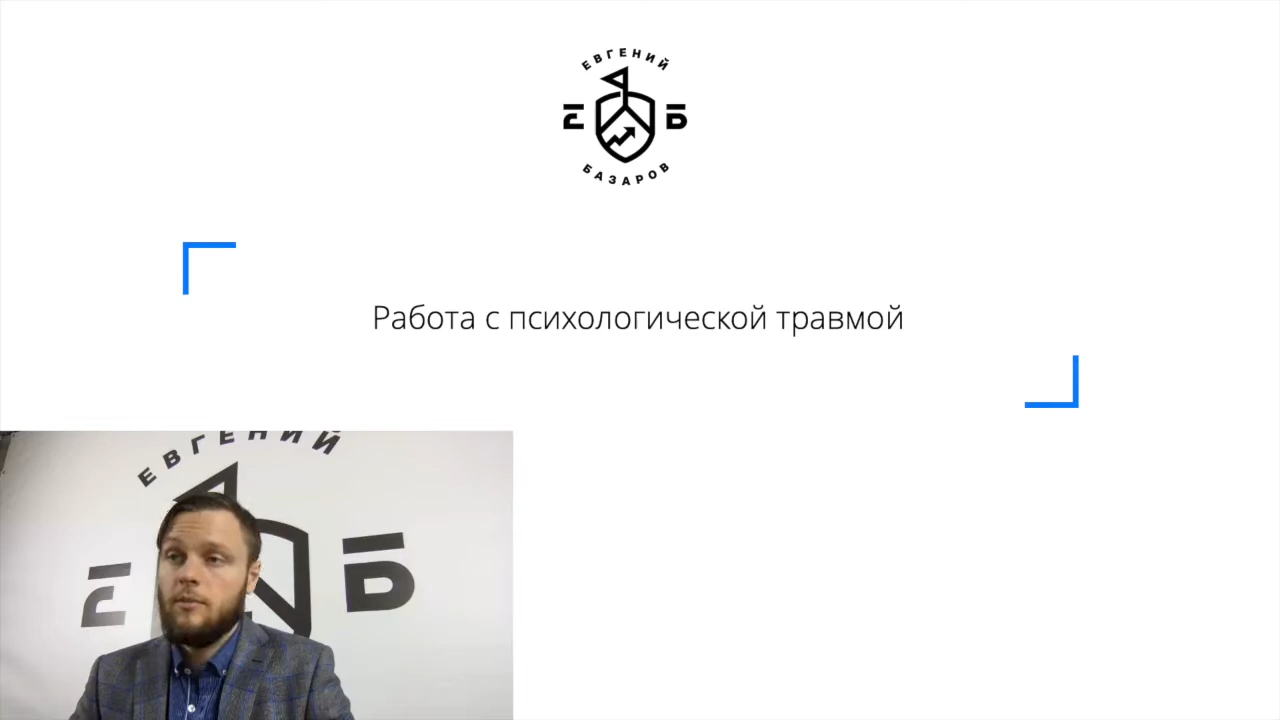 ЕВГЕНИЙ
Е Б
БАЗАРОВ
Работа с психологической травмой
ЕВГЕНИЙ
Е Б